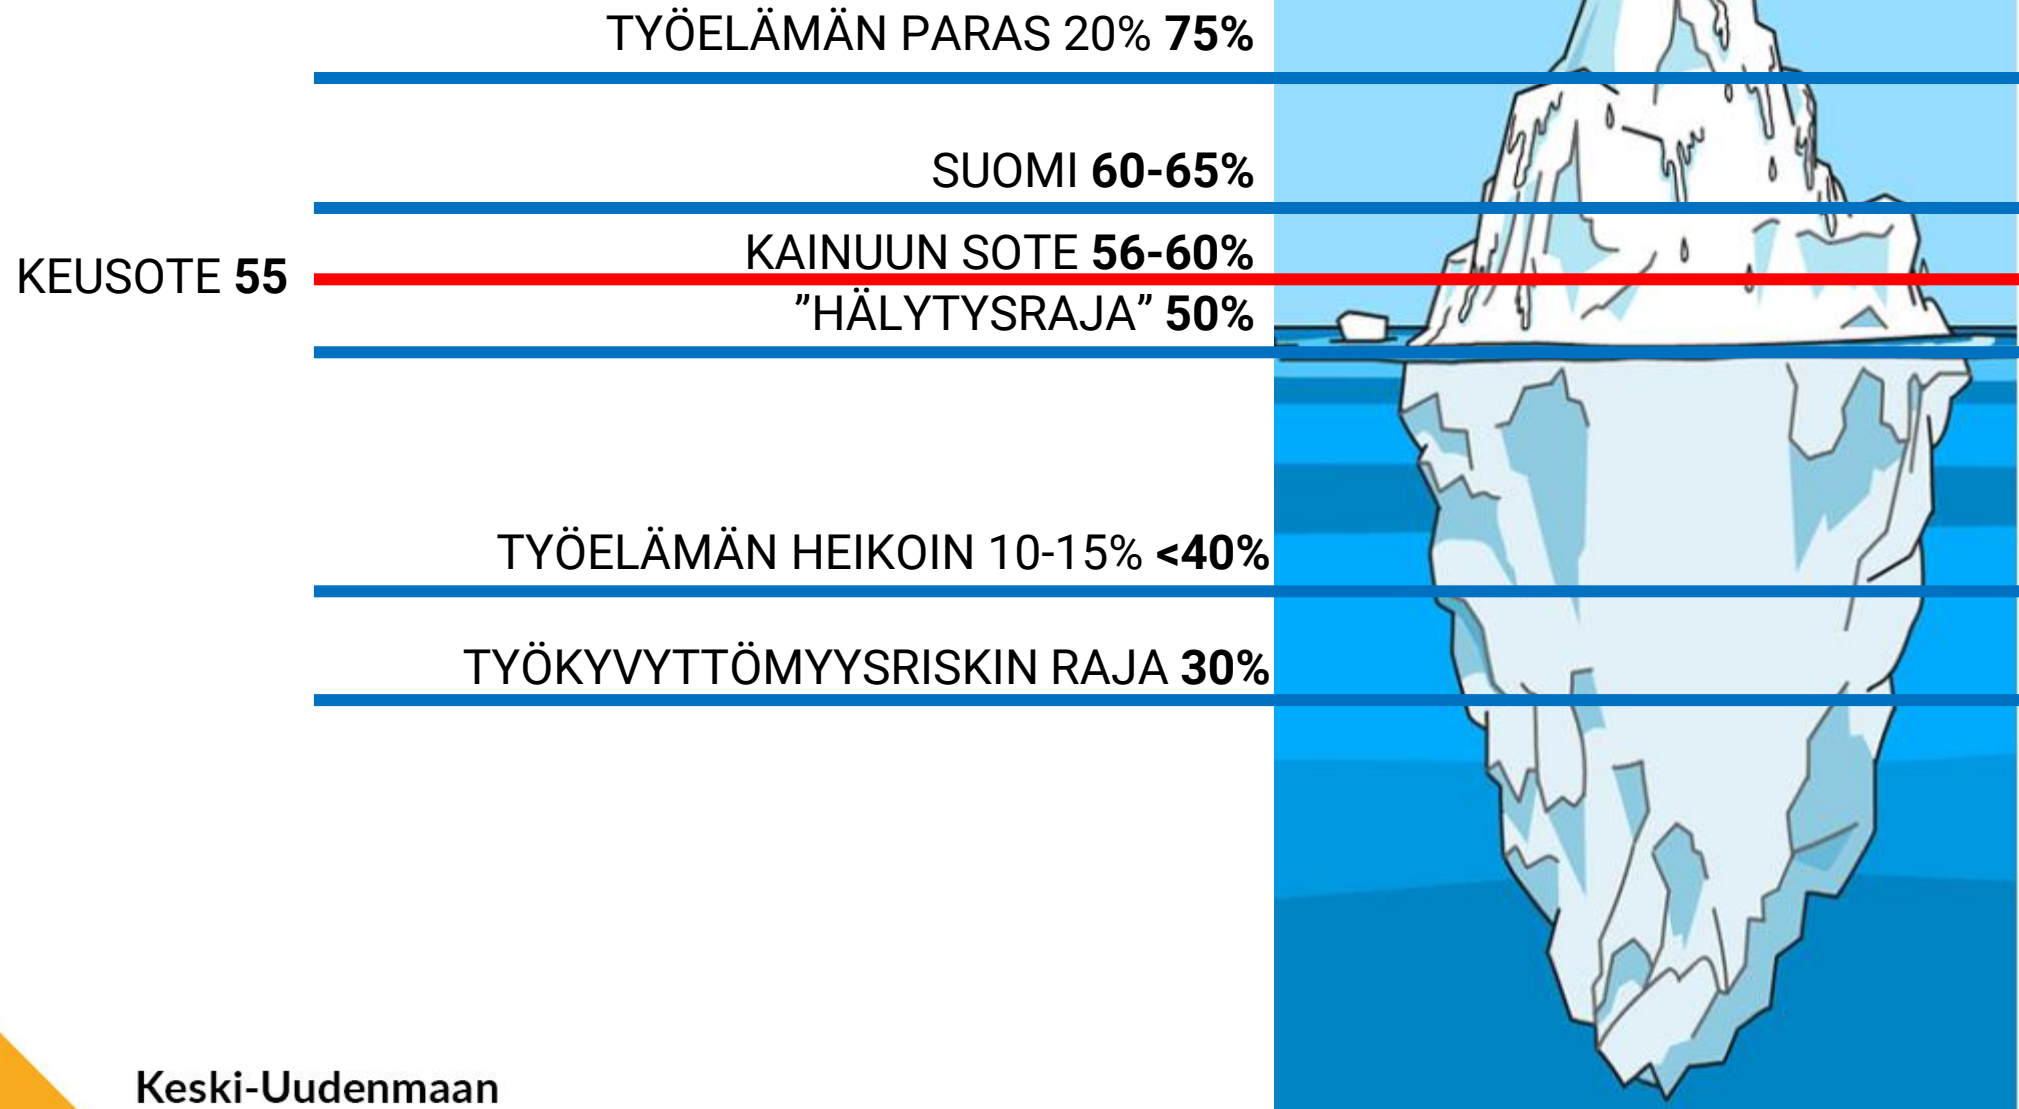 TYÖELÄMÄN PARAS 20% 75%
SUOMI 60-65%
KAINUUN SOTE 56-60%
KEUSOTE 55
”HÄLYTYSRAJA” 50%
TYÖELÄMÄN HEIKOIN 10-15% <40%
TYÖKYVYTTÖMYYSRISKIN RAJA 30%
Keski-Uudenmaan